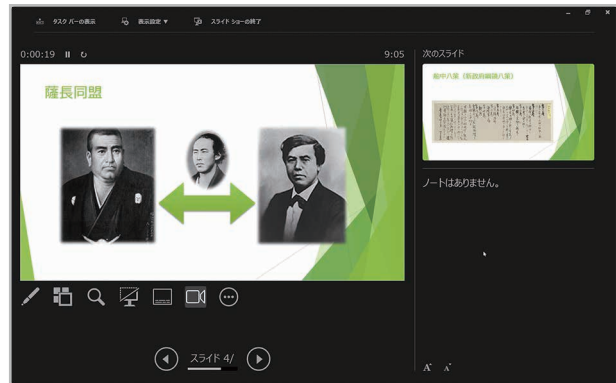 タスク バーの表示
表示設定 ▼
スライド ショーの終了
0:00:19
9:05
薩長同盟
次のスライド
船中八策（新政府綱領八策）
ノートはありません。
スライド 4/
A A